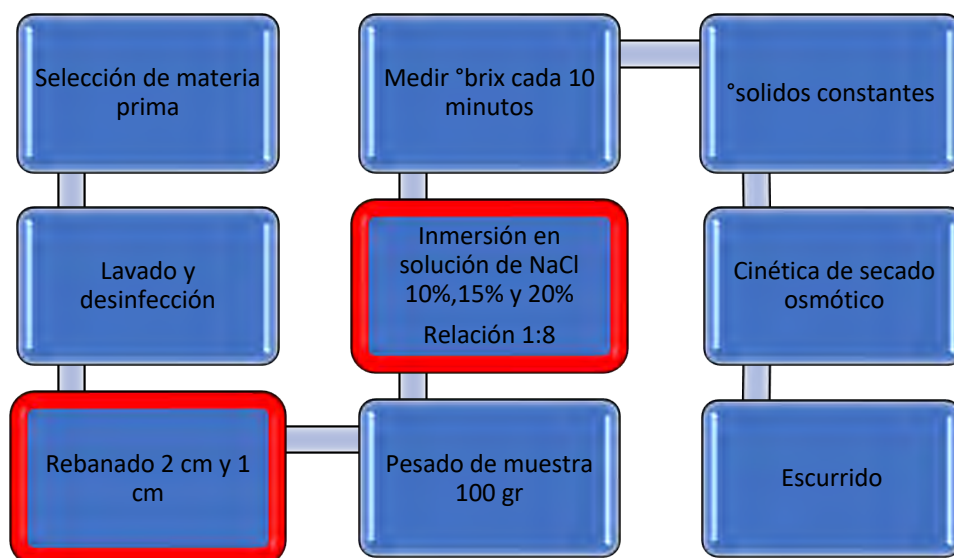 Selección de materia
prima
Lavado y
desinfección
Rebanado 2 cm y 1
cm
Pesado de muestra
100 gr
Inmersión en
solución de NaCl
10%,15% y 20%
Relación 1:8
Medir °brix cada 10
minutos
°solidos constantes
Cinética de secado
osmótico
Escurrido